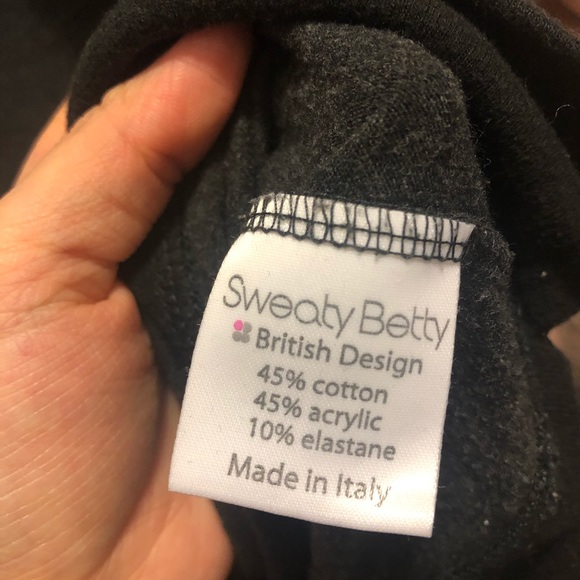 Sweaty Betty
British Design
45% cotton
45% acrylic
10% elastane
Made in Italy